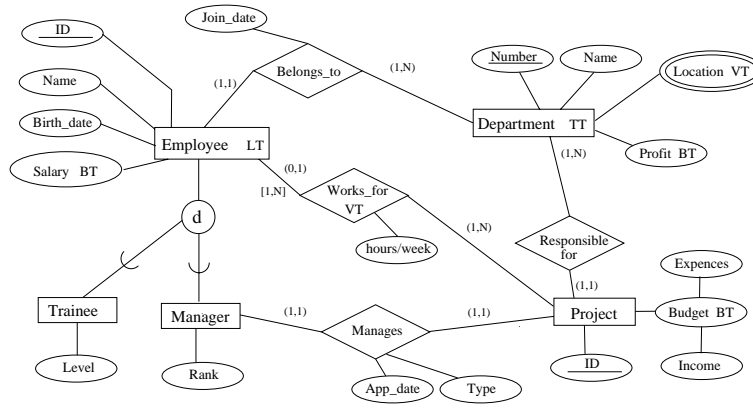 Join_date
ID
Number
Name
Location VT
(1,1)
Belongs_to
(1,N)
Name
Birth_date
Employee LT
Department TT
Salary BT
(0,1)
(1,N)
Profit BT
[1,N]
Works_for
VT
d
(1,N)
hours/week
Responsible
for
Expences
(1,1)
Trainee
Manager
(1,1)
Manages
(1,1)
Project
Budget BT
Level
Rank
App_date
Type
ID
Income